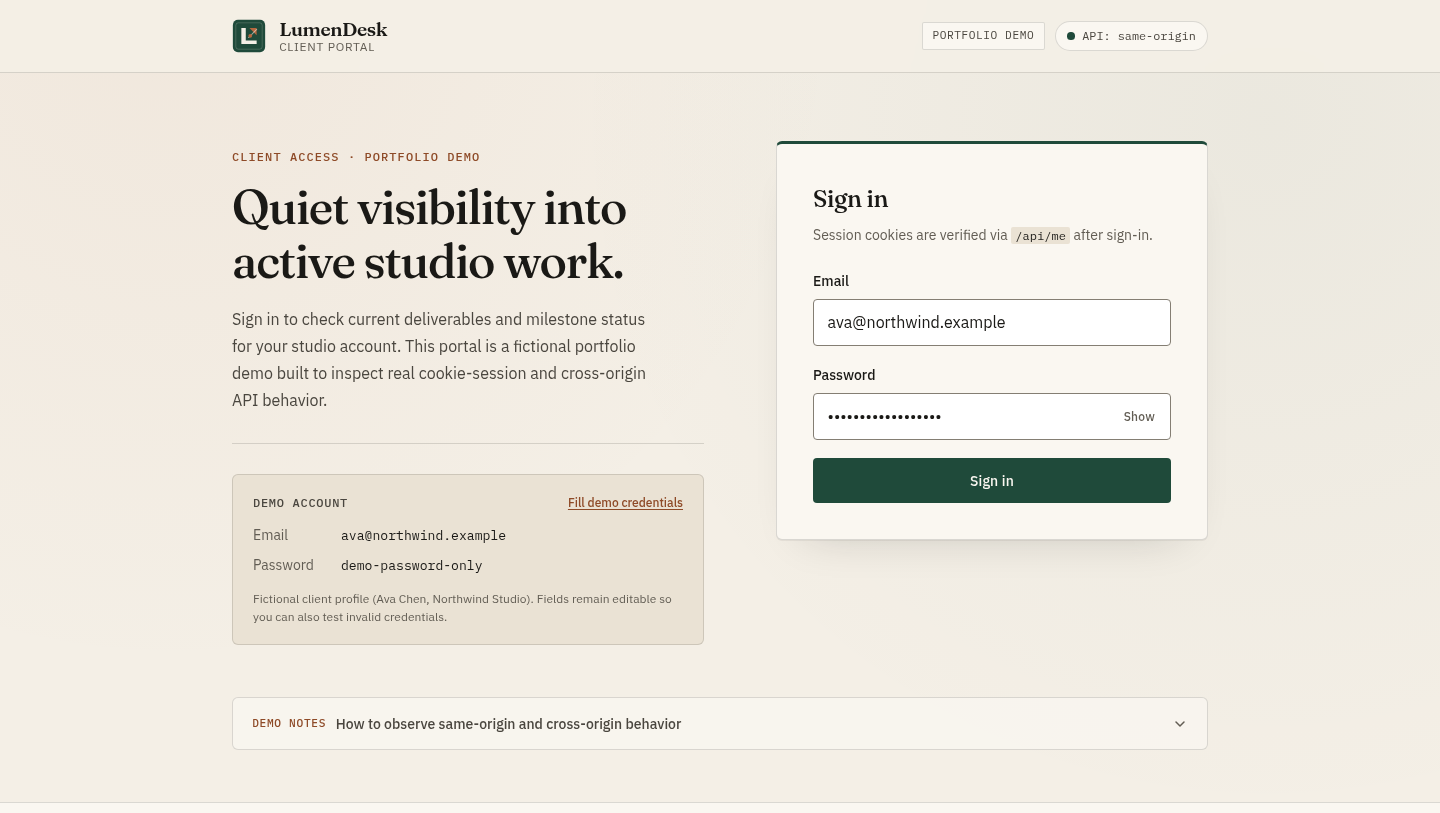 LumenDesk
CLIENT PORTAL
PORTFOLIO DEMO
API: same-origin
CLIENT ACCESS · PORTFOLIO DEMO
Quiet visibility into
active studio work.
Sign in to check current deliverables and milestone status
for your studio account. This portal is a fictional portfolio
demo built to inspect real cookie-session and cross-origin
API behavior.
DEMO ACCOUNT
Fill demo credentials
Email ava@northwind.example
Password demo-password-only
Fictional client profile (Ava Chen, Northwind Studio). Fields remain editable so
you can also test invalid credentials.
Sign in
Session cookies are verified via /api/me after sign-in.
Email
ava@northwind.example
Password
••••••••••••••••••
Show
Sign in
DEMO NOTES How to observe same-origin and cross-origin behavior